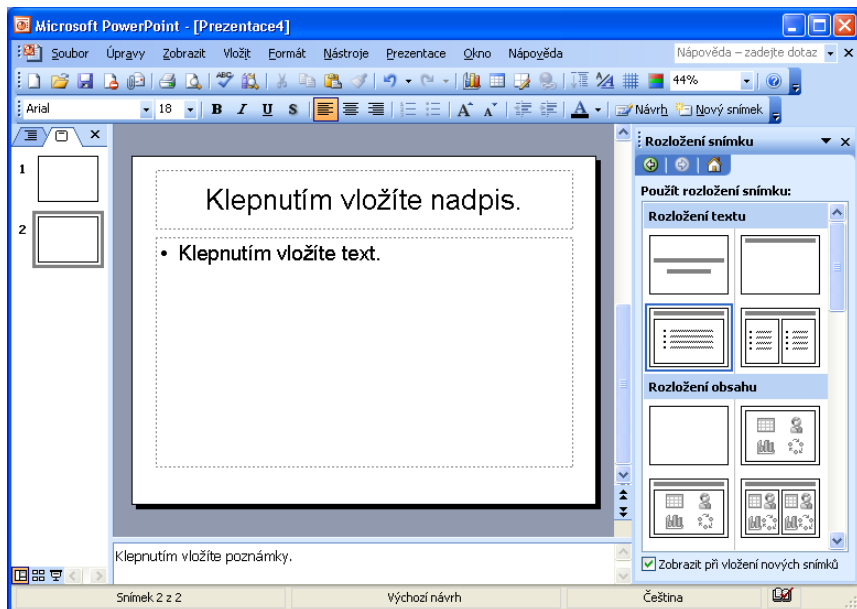 Microsoft PowerPoint - [Prezentace4]
Soubor Úpravy Zobrazit Vložit Formát Nástroje Prezentace Okno Nápověda Nápověda – zadejte dotaz
44%
Arial 18 B I U S A A A Návrh Nový snímek
Rozložení snímku
1
2
Klepnutím vložíte nadpis.
• Klepnutím vložíte text.
Použít rozložení snímku:
Rozložení textu
Rozložení obsahu
Klepnutím vložíte poznámky.
Zobrazit při vložení nových snímků
Snímek 2 z 2 Výchozí návrh Čeština